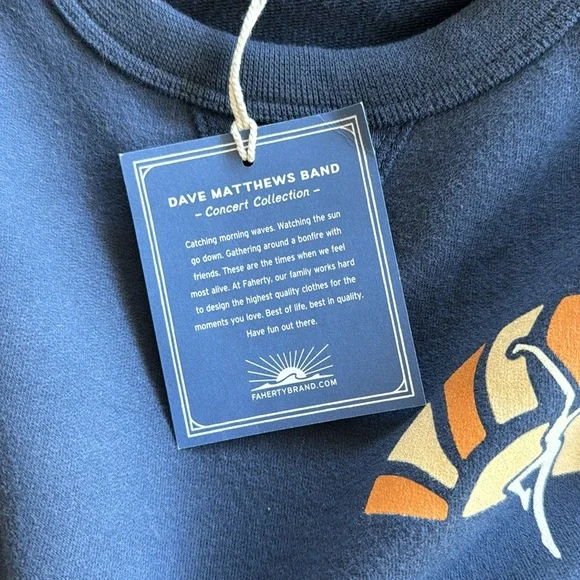 DAVE MATTHEWS BAND
– Concert Collection –
Catching morning waves. Watching the sun
go down. Gathering around a bonfire with
friends. These are the times when we feel
most alive. At Faherty, our family works hard
to design the highest quality clothes for the
moments you love. Best of life, best in quality.
Have fun out there.
FAHERTYBRAND.COM